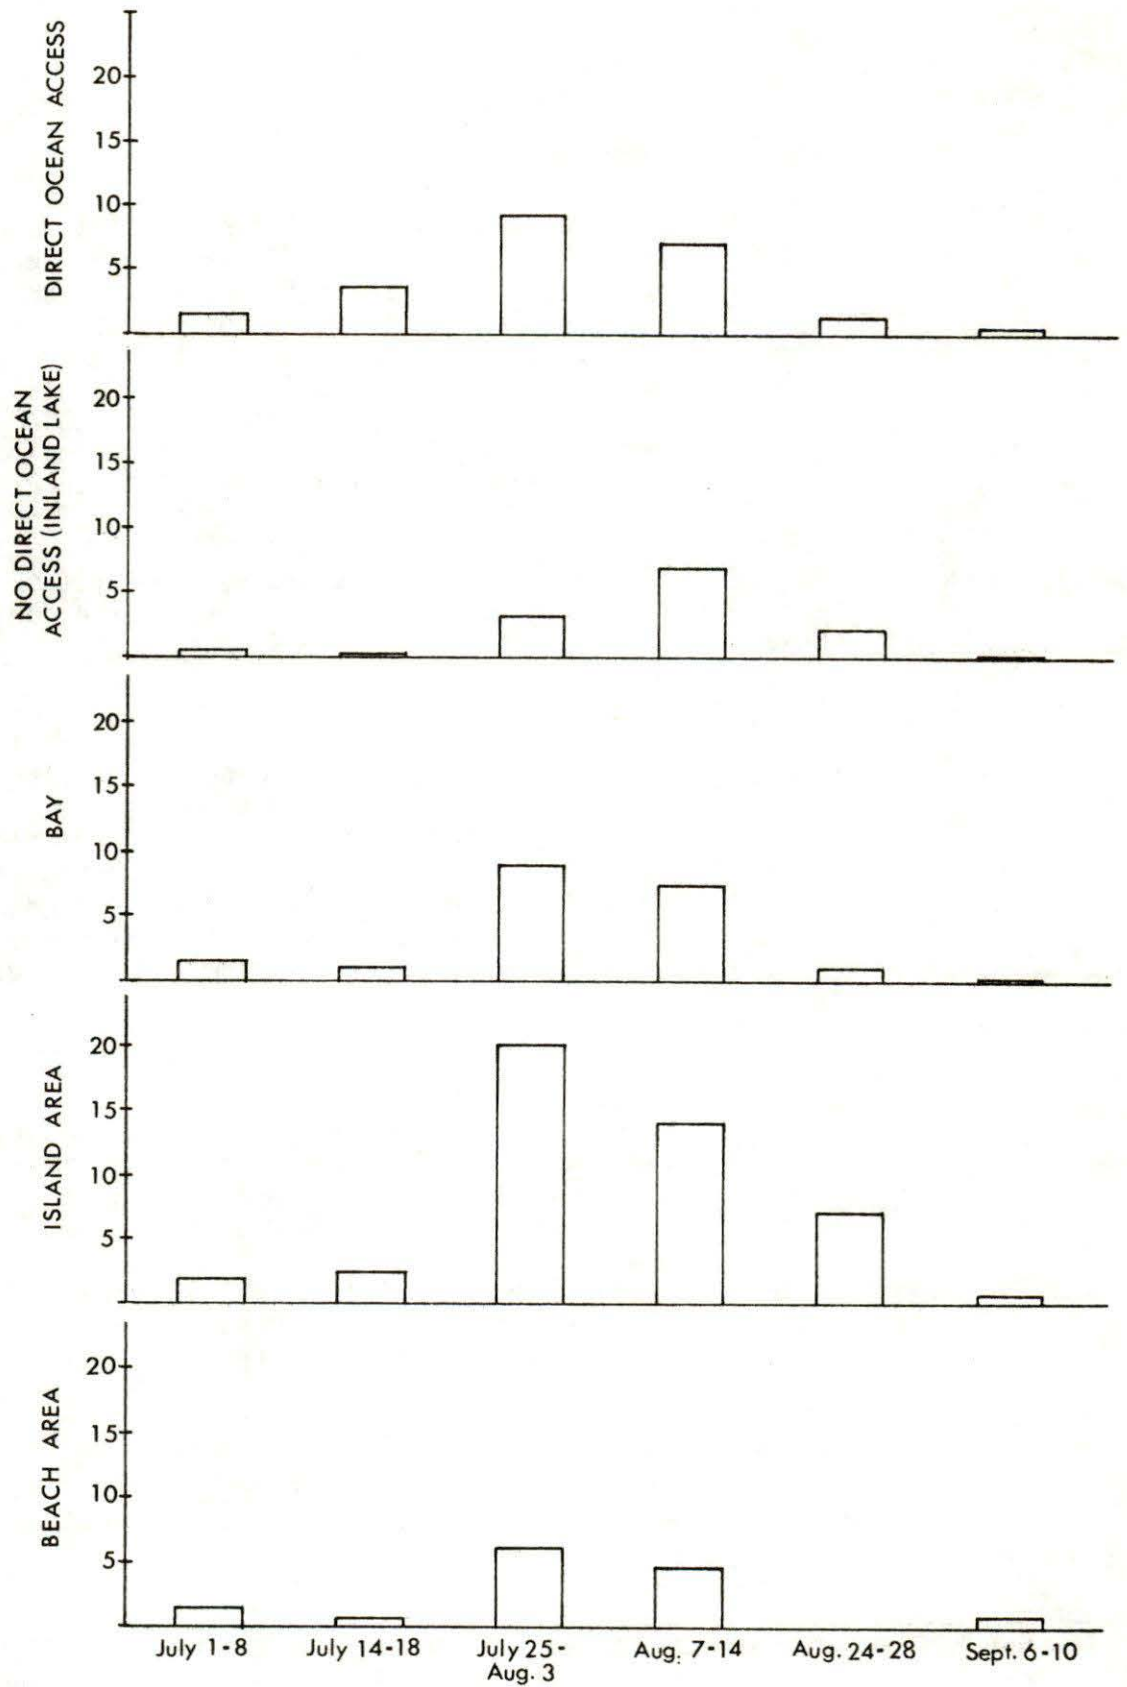 DIRECT OCEAN ACCESS
20
15
10
5
NO DIRECT OCEAN
ACCESS (INLAND LAKE)
20
15
10
5
BAY
20
15
10
5
ISLAND AREA
20
15
10
5
BEACH AREA
20
15
10
5
July 1-8 July 14-18 July 25- Aug. 7-14 Aug. 24-28 Sept. 6-10
Aug. 3